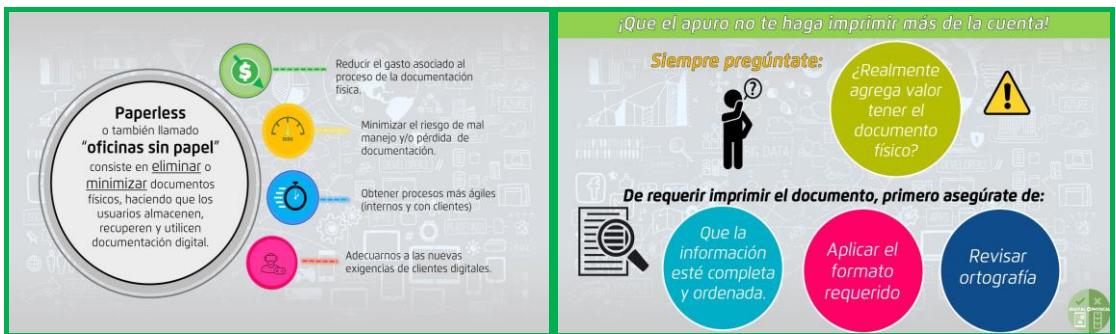 Paperless
o también llamado
"oficinas sin papel"
consiste en eliminar o
minimizar documentos
físicos, haciendo que los
usuarios almacenen,
recuperen y utilicen
documentación digital.
Reducir el gasto asociado al
proceso de la documentación
física.
Minimizar el riesgo de mal
manejo y/o pérdida de
documentación.
Obtener procesos más ágiles
(internos y con clientes)
Adecuarnos a las nuevas
exigencias de clientes digitales.
¡Que el apuro no te haga imprimir más de la cuenta!
Siempre pregúntate:
¿Realmente
agrega valor
tener el
documento
físico?
De requerir imprimir el documento, primero asegúrate de:
Que la
información
esté completa
y ordenada.
Aplicar el
formato
requerido
Revisar
ortografía